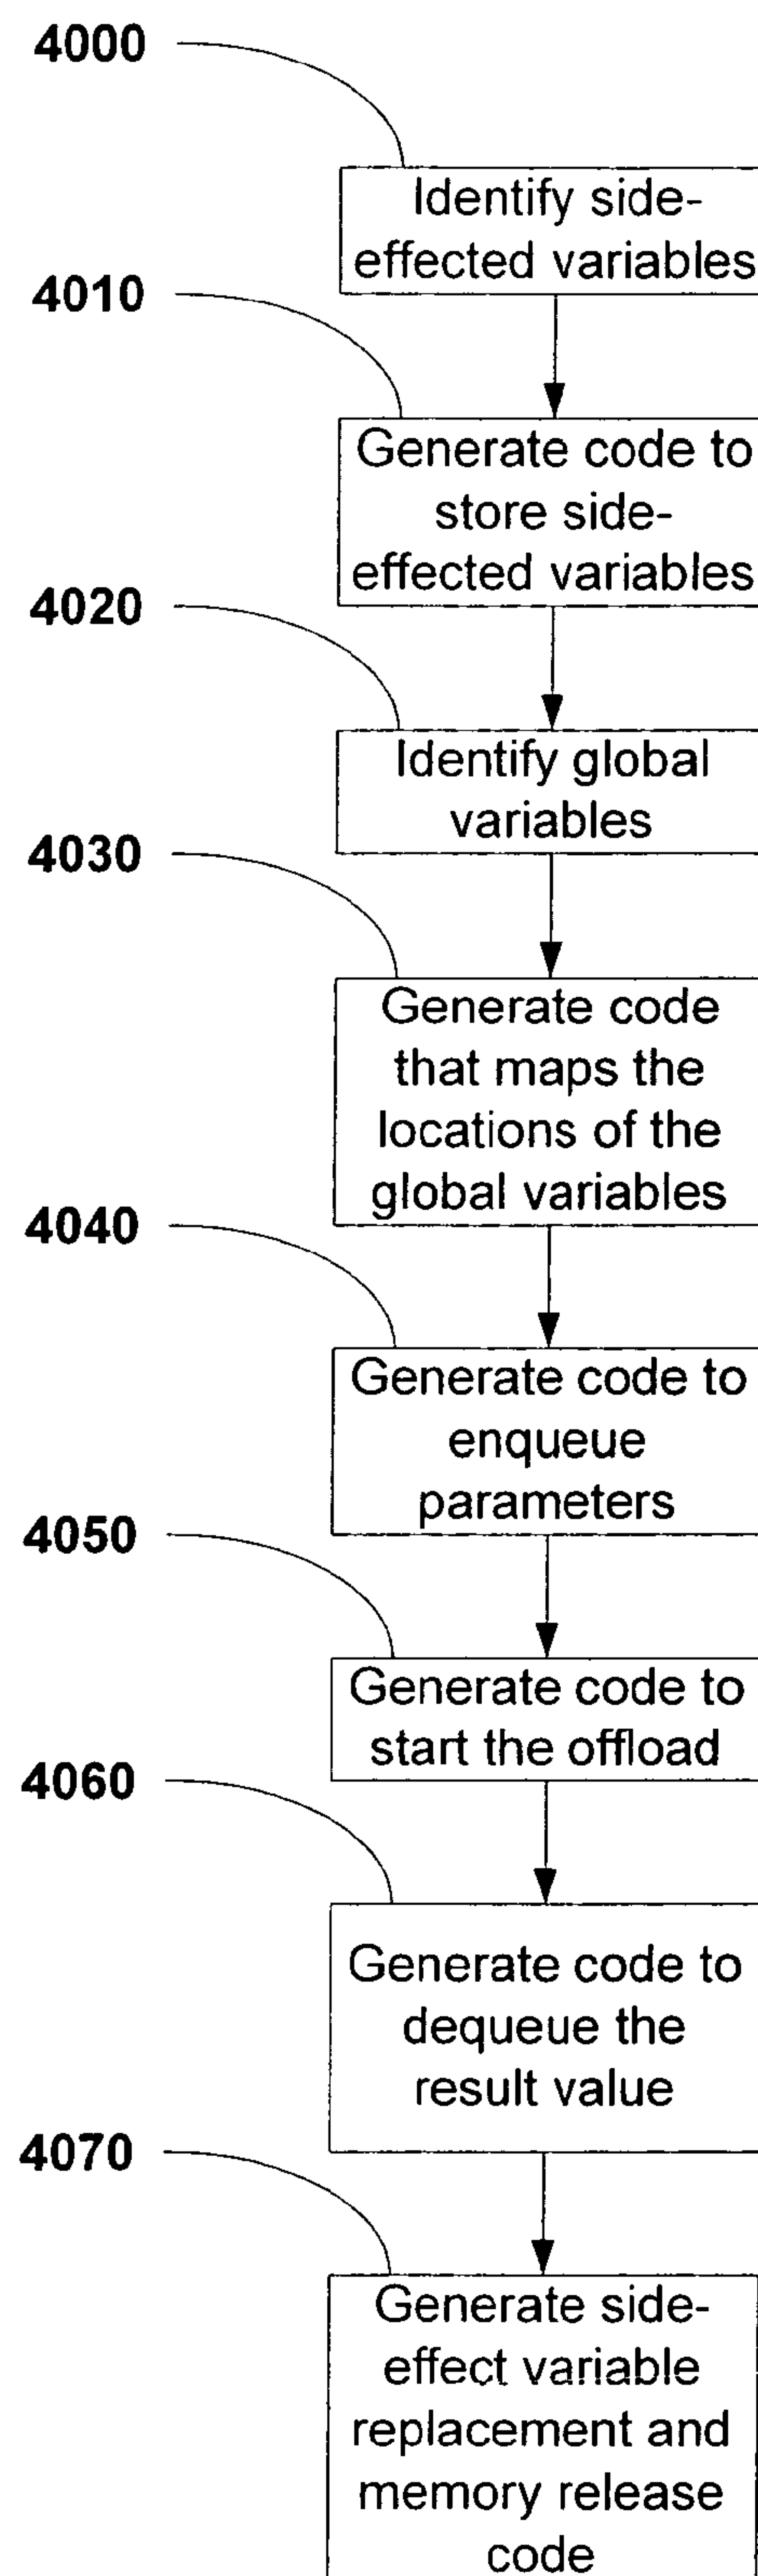 4000
Identify side-
effected variables
4010
Generate code to
store side-
effected variables
4020
Identify global
variables
4030
Generate code
that maps the
locations of the
global variables
4040
Generate code to
enqueue
parameters
4050
Generate code to
start the offload
4060
Generate code to
dequeue the
result value
4070
Generate side-
effect variable
replacement and
memory release
code